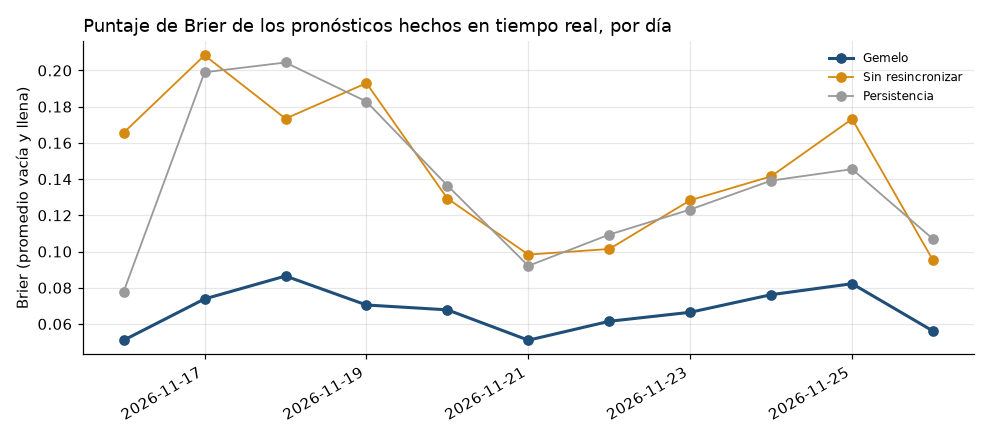 Puntaje de Brier de los pronósticos hechos en tiempo real, por día
Gemelo
Sin resincronizar
Persistencia
Brier (promedio vacía y llena)
0.20
0.18
0.16
0.14
0.12
0.10
0.08
0.06
2026-11-17
2026-11-19
2026-11-21
2026-11-23
2026-11-25